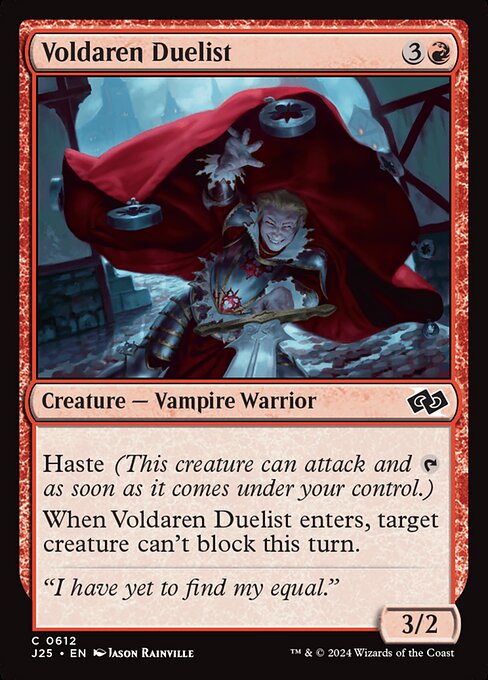 Voldaren Duelist 3
Creature — Vampire Warrior
Haste (This creature can attack and
as soon as it comes under your control.)
When Voldaren Duelist enters, target
creature can't block this turn.
“I have yet to find my equal.”
3/2
C 0612
J25 • EN Jason Rainville
™ & © 2024 Wizards of the Coast